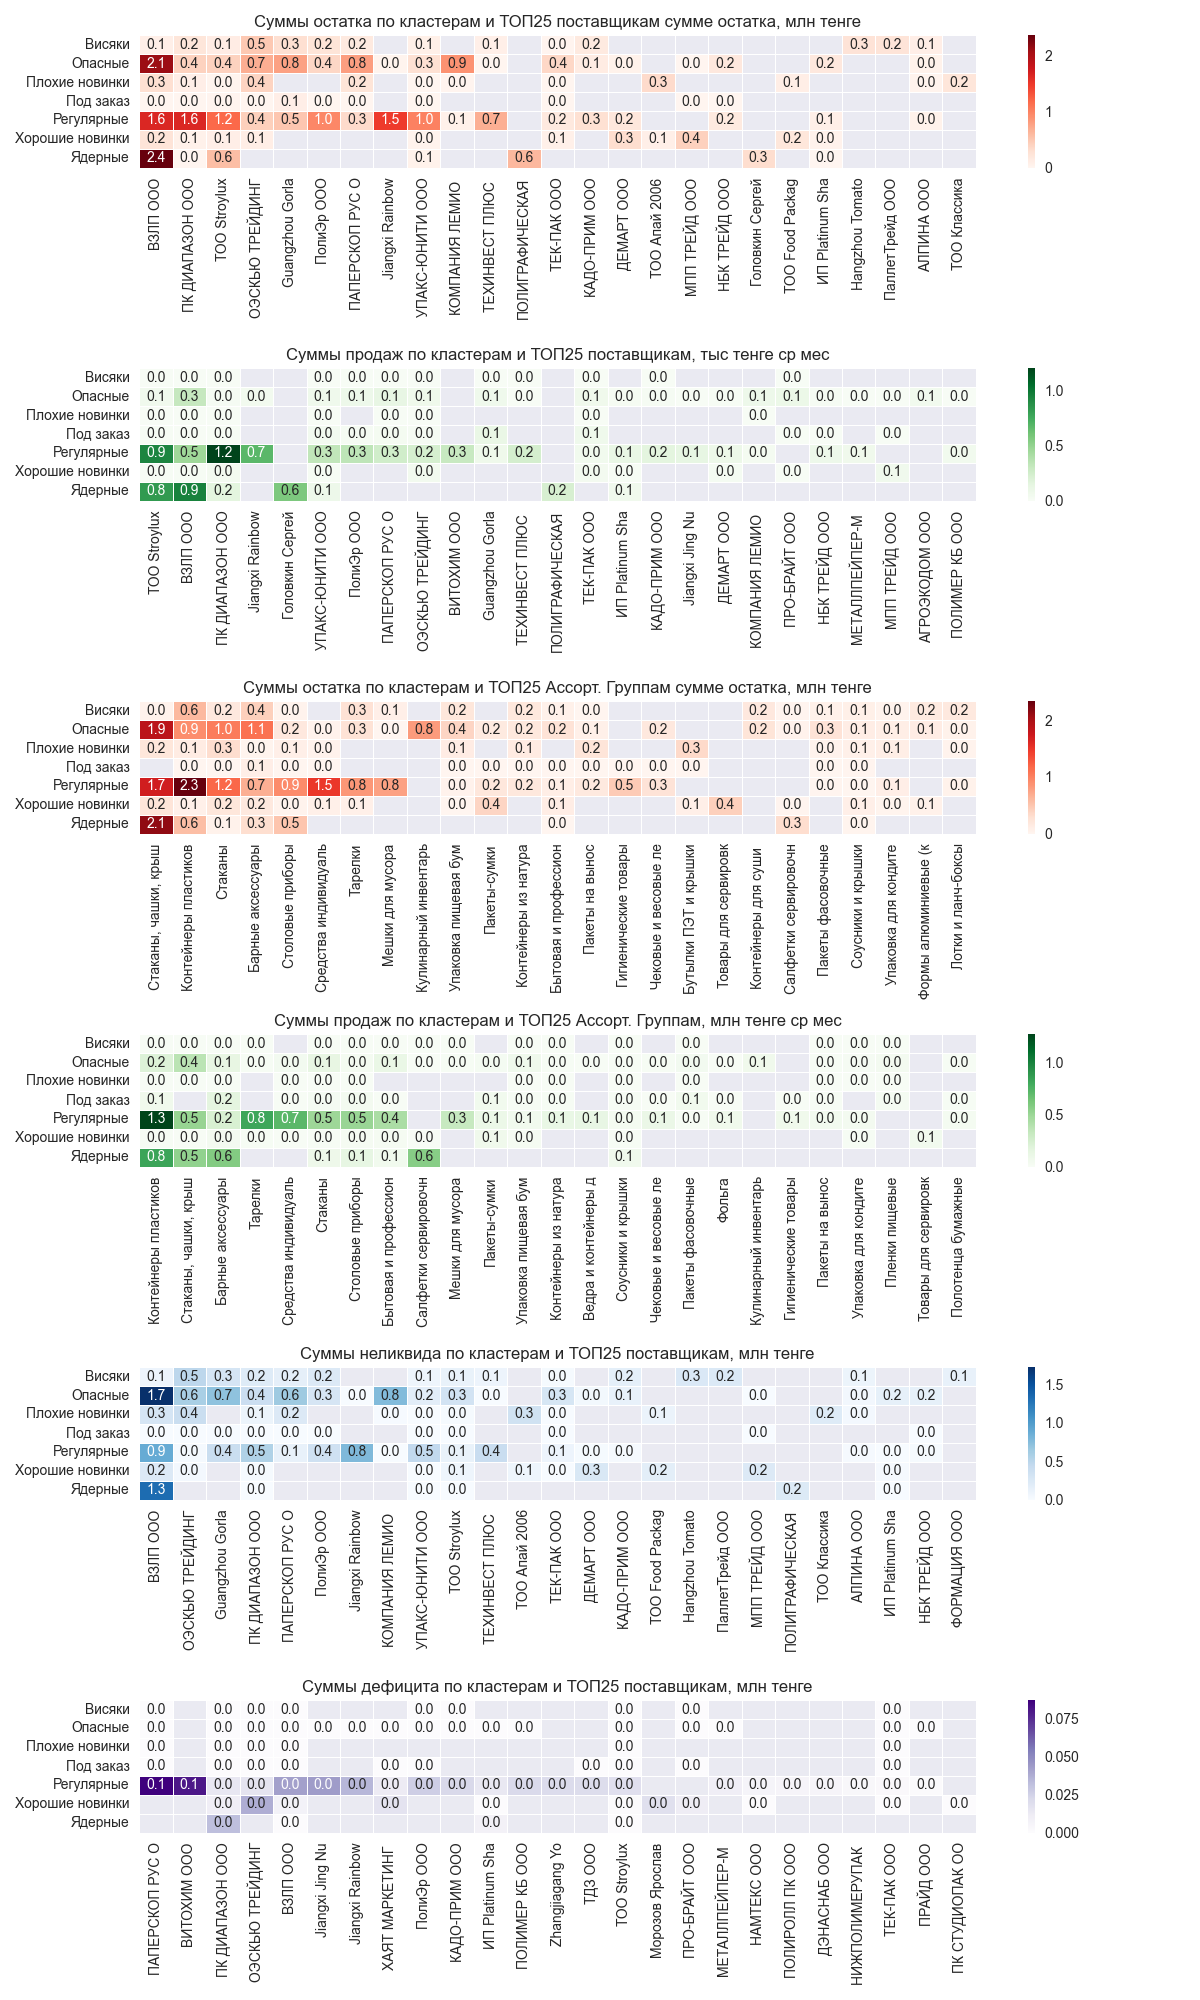 Суммы остатка по кластерам и ТОП25 поставщикам сумме остатка, млн тенге
Висяки 0.1 0.2 0.1 0.5 0.3 0.2 0.2 0.1 0.1 0.0 0.2 0.3 0.2 0.1
Опасные 2.1 0.4 0.4 0.7 0.8 0.4 0.8 0.0 0.3 0.9 0.0 0.4 0.1 0.0 0.0 0.2 0.2 0.0
Плохие новинки 0.3 0.1 0.0 0.4 0.2 0.0 0.0 0.0 0.3 0.1 0.0 0.2
Под заказ 0.0 0.0 0.0 0.0 0.1 0.0 0.0 0.0 0.0 0.0 0.0
Регулярные 1.6 1.6 1.2 0.4 0.5 1.0 0.3 1.5 1.0 0.1 0.7 0.2 0.3 0.2 0.2 0.1 0.0
Хорошие новинки 0.2 0.1 0.1 0.1 0.0 0.1 0.3 0.1 0.4 0.2 0.0
Ядерные 2.4 0.0 0.6 0.1 0.6 0.3 0.0
2
1
0
ВЗЛП ООО
ПК ДИАПАЗОН ООО
ТОО Stroylux
ОЭСКЬЮ ТРЕЙДИНГ
Guangzhou Gorla
ПолиЭр ООО
ПАПЕРСКОП РУС О
Jiangxi Rainbow
УПАКС-ЮНИТИ ООО
КОМПАНИЯ ЛЕМИО
ТЕХИНВЕСТ ПЛЮС
ПОЛИГРАФИЧЕСКАЯ
ТЕК-ПАК ООО
КАДО-ПРИМ ООО
ДЕМАРТ ООО
ТОО Апай 2006
МПП ТРЕЙД ООО
НБК ТРЕЙД ООО
Головкин Сергей
ТОО Food Packag
ИП Platinum Sha
Hangzhou Tomato
ПаллетТрейд ООО
АЛПИНА ООО
ТОО Классика
Суммы продаж по кластерам и ТОП25 поставщикам, тыс тенге ср мес
Висяки 0.0 0.0 0.0 0.0 0.0 0.0 0.0 0.0 0.0 0.0 0.0 0.0
Опасные 0.1 0.3 0.0 0.0 0.1 0.1 0.1 0.1 0.1 0.0 0.1 0.0 0.0 0.0 0.0 0.1 0.1 0.0 0.0 0.0 0.1 0.0
Плохие новинки 0.0 0.0 0.0 0.0 0.0 0.0 0.0 0.0
Под заказ 0.0 0.0 0.0 0.0 0.0 0.0 0.0 0.1 0.1 0.0 0.0 0.0
Регулярные 0.9 0.5 1.2 0.7 0.3 0.3 0.3 0.2 0.3 0.1 0.2 0.0 0.1 0.2 0.1 0.1 0.0 0.1 0.1 0.0
Хорошие новинки 0.0 0.0 0.0 0.0 0.0 0.0 0.0 0.0 0.0 0.1
Ядерные 0.8 0.9 0.2 0.6 0.1 0.2 0.1
1.0
0.5
0.0
ТОО Stroylux
ВЗЛП ООО
ПК ДИАПАЗОН ООО
Jiangxi Rainbow
Головкин Сергей
УПАКС-ЮНИТИ ООО
ПолиЭр ООО
ПАПЕРСКОП РУС О
ОЭСКЬЮ ТРЕЙДИНГ
ВИТОХИМ ООО
Guangzhou Gorla
ТЕХИНВЕСТ ПЛЮС
ПОЛИГРАФИЧЕСКАЯ
ТЕК-ПАК ООО
ИП Platinum Sha
КАДО-ПРИМ ООО
Jiangxi Jing Nu
ДЕМАРТ ООО
КОМПАНИЯ ЛЕМИО
ПРО-БРАЙТ ООО
НБК ТРЕЙД ООО
МЕТАЛЛПЕЙПЕР-М
МПП ТРЕЙД ООО
АГРОЭКОДОМ ООО
ПОЛИМЕР КБ ООО
Суммы остатка по кластерам и ТОП25 Ассорт. Группам сумме остатка, млн тенге
Висяки 0.0 0.6 0.2 0.4 0.0 0.3 0.1 0.2 0.2 0.1 0.0 0.2 0.0 0.1 0.1 0.0 0.2 0.2
Опасные 1.9 0.9 1.0 1.1 0.2 0.0 0.3 0.0 0.8 0.4 0.2 0.2 0.2 0.1 0.2 0.2 0.0 0.3 0.1 0.1 0.1 0.0
Плохие новинки 0.2 0.1 0.3 0.0 0.1 0.0 0.1 0.1 0.2 0.3 0.0 0.1 0.1 0.0
Под заказ 0.0 0.0 0.1 0.0 0.0 0.0 0.0 0.0 0.0 0.0 0.0 0.0 0.0 0.0 0.0
Регулярные 1.7 2.3 1.2 0.7 0.9 1.5 0.8 0.8 0.0 0.2 0.2 0.1 0.2 0.5 0.3 0.0 0.0 0.1 0.0
Хорошие новинки 0.2 0.1 0.2 0.2 0.0 0.1 0.1 0.0 0.4 0.1 0.1 0.4 0.0 0.1 0.0 0.1
Ядерные 2.1 0.6 0.1 0.3 0.5 0.0 0.3 0.0
2
1
0
Стаканы, чашки, крыш
Контейнеры пластиков
Стаканы
Барные аксессуары
Столовые приборы
Средства индивидуаль
Тарелки
Мешки для мусора
Кулинарный инвентарь
Упаковка пищевая бум
Пакеты-сумки
Контейнеры из натура
Бытовая и профессион
Пакеты на вынос
Гигиенические товары
Чековые и весовые ле
Бутылки ПЭТ и крышки
Товары для сервировк
Контейнеры для суши
Салфетки сервировочн
Пакеты фасовочные
Соусники и крышки
Упаковка для кондите
Формы алюминиевые (к
Лотки и ланч-боксы
Суммы продаж по кластерам и ТОП25 Ассорт. Группам, млн тенге ср мес
Висяки 0.0 0.0 0.0 0.0 0.0 0.0 0.0 0.0 0.0 0.0 0.0 0.0 0.0 0.0 0.0 0.0
Опасные 0.2 0.4 0.1 0.0 0.0 0.1 0.0 0.1 0.0 0.0 0.0 0.1 0.0 0.0 0.0 0.0 0.0 0.0 0.1 0.0 0.0 0.0 0.0
Плохие новинки 0.0 0.0 0.0 0.0 0.0 0.0 0.0 0.0 0.0 0.0 0.0 0.0 0.0
Под заказ 0.1 0.2 0.0 0.0 0.0 0.1 0.0 0.0 0.0 0.0 0.0 0.1 0.0 0.0 0.0 0.0 0.0
Регулярные 1.3 0.5 0.2 0.8 0.7 0.5 0.5 0.4 0.3 0.1 0.1 0.1 0.1 0.0 0.1 0.0 0.1 0.1 0.0 0.0 0.0
Хорошие новинки 0.0 0.0 0.0 0.0 0.0 0.0 0.0 0.0 0.0 0.1 0.0 0.0 0.0 0.1
Ядерные 0.8 0.5 0.6 0.1 0.1 0.1 0.6 0.1
1.0
0.5
0.0
Контейнеры пластиков
Стаканы, чашки, крыш
Барные аксессуары
Тарелки
Средства индивидуаль
Стаканы
Столовые приборы
Бытовая и профессион
Салфетки сервировочн
Мешки для мусора
Пакеты-сумки
Упаковка пищевая бум
Контейнеры из натура
Ведра и контейнеры д
Соусники и крышки
Чековые и весовые ле
Пакеты фасовочные
Фольга
Кулинарный инвентарь
Гигиенические товары
Пакеты на вынос
Упаковка для кондите
Пленки пищевые
Товары для сервировк
Полотенца бумажные
Суммы неликвида по кластерам и ТОП25 поставщикам, млн тенге
Висяки 0.1 0.5 0.3 0.2 0.2 0.2 0.1 0.1 0.1 0.0 0.2 0.3 0.2 0.1 0.1
Опасные 1.7 0.6 0.7 0.4 0.6 0.3 0.0 0.8 0.2 0.3 0.0 0.3 0.0 0.1 0.0 0.0 0.2 0.2
Плохие новинки 0.3 0.4 0.1 0.2 0.0 0.0 0.0 0.3 0.0 0.1 0.2 0.0
Под заказ 0.0 0.0 0.0 0.0 0.0 0.0 0.0 0.0 0.0 0.0 0.0
Регулярные 0.9 0.0 0.4 0.5 0.1 0.4 0.8 0.0 0.5 0.1 0.4 0.1 0.0 0.0 0.0 0.0 0.0
Хорошие новинки 0.2 0.0 0.0 0.0 0.1 0.1 0.0 0.3 0.2 0.2 0.0
Ядерные 1.3 0.0 0.0 0.0 0.2 0.0
1.5
1.0
0.5
0.0
ВЗЛП ООО
ОЭСКЬЮ ТРЕЙДИНГ
Guangzhou Gorla
ПК ДИАПАЗОН ООО
ПАПЕРСКОП РУС О
ПолиЭр ООО
Jiangxi Rainbow
КОМПАНИЯ ЛЕМИО
УПАКС-ЮНИТИ ООО
ТОО Stroylux
ТЕХИНВЕСТ ПЛЮС
ТОО Апай 2006
ТЕК-ПАК ООО
ДЕМАРТ ООО
КАДО-ПРИМ ООО
ТОО Food Packag
Hangzhou Tomato
ПаллетТрейд ООО
МПП ТРЕЙД ООО
ПОЛИГРАФИЧЕСКАЯ
ТОО Классика
АЛПИНА ООО
ИП Platinum Sha
НБК ТРЕЙД ООО
ФОРМАЦИЯ ООО
Суммы дефицита по кластерам и ТОП25 поставщикам, млн тенге
Висяки 0.0 0.0 0.0 0.0 0.0 0.0 0.0 0.0 0.0
Опасные 0.0 0.0 0.0 0.0 0.0 0.0 0.0 0.0 0.0 0.0 0.0 0.0 0.0 0.0 0.0 0.0
Плохие новинки 0.0 0.0 0.0 0.0 0.0 0.0
Под заказ 0.0 0.0 0.0 0.0 0.0 0.0 0.0 0.0 0.0 0.0
Регулярные 0.1 0.1 0.0 0.0 0.0 0.0 0.0 0.0 0.0 0.0 0.0 0.0 0.0 0.0 0.0 0.0 0.0 0.0 0.0 0.0 0.0 0.0
Хорошие новинки 0.0 0.0 0.0 0.0 0.0 0.0 0.0 0.0 0.0 0.0 0.0
Ядерные 0.0 0.0 0.0 0.0
0.075
0.050
0.025
0.000
ПАПЕРСКОП РУС О
ВИТОХИМ ООО
ПК ДИАПАЗОН ООО
ОЭСКЬЮ ТРЕЙДИНГ
ВЗЛП ООО
Jiangxi Jing Nu
Jiangxi Rainbow
ХАЯТ МАРКЕТИНГ
ПолиЭр ООО
КАДО-ПРИМ ООО
ИП Platinum Sha
ПОЛИМЕР КБ ООО
Zhangjiagang Yo
ТДЗ ООО
ТОО Stroylux
Морозов Ярослав
ПРО-БРАЙТ ООО
МЕТАЛЛПЕЙПЕР-М
НАМТЕКС ООО
ПОЛИРОЛЛ ПК ООО
ДЭНАСНАБ ООО
НИЖПОЛИМЕРУПАК
ТЕК-ПАК ООО
ПРАЙД ООО
ПК СТУДИОПАК ОО